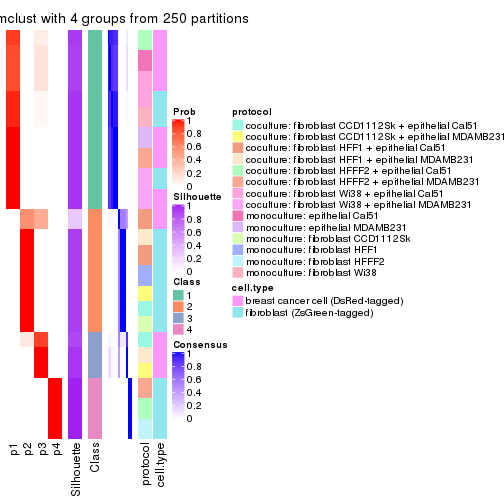 mclust with 4 groups from 250 partitions
Prob
1
0.8
0.6
0.4
0.2
0
Silhouette
1
0.8
0.6
0.4
0.2
0
Class
1
2
3
4
Consensus
1
0.8
0.6
0.4
0.2
0
protocol
coculture: fibroblast CCD1112Sk + epithelial Cal51
coculture: fibroblast CCD1112Sk + epithelial MDAMB231
coculture: fibroblast HFF1 + epithelial Cal51
coculture: fibroblast HFF1 + epithelial MDAMB231
coculture: fibroblast HFFF2 + epithelial Cal51
coculture: fibroblast HFFF2 + epithelial MDAMB231
coculture: fibroblast Wi38 + epithelial Cal51
coculture: fibroblast Wi38 + epithelial MDAMB231
monoculture: epithelial Cal51
monoculture: epithelial MDAMB231
monoculture: fibroblast CCD1112Sk
monoculture: fibroblast HFF1
monoculture: fibroblast HFFF2
monoculture: fibroblast Wi38
cell.type
breast cancer cell (DsRed-tagged)
fibroblast (ZsGreen-tagged)
p1
p2
p3
p4
Silhouette
Class
protocol
cell.type